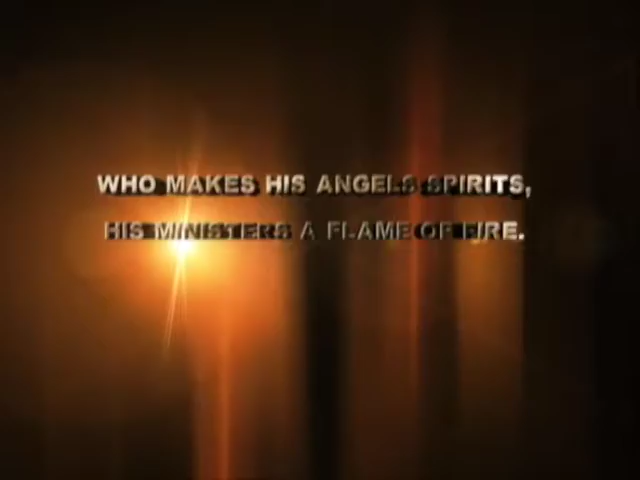 WHO MAKES HIS ANGELS SPIRITS,
HIS MINISTERS A FLAME OF FIRE.